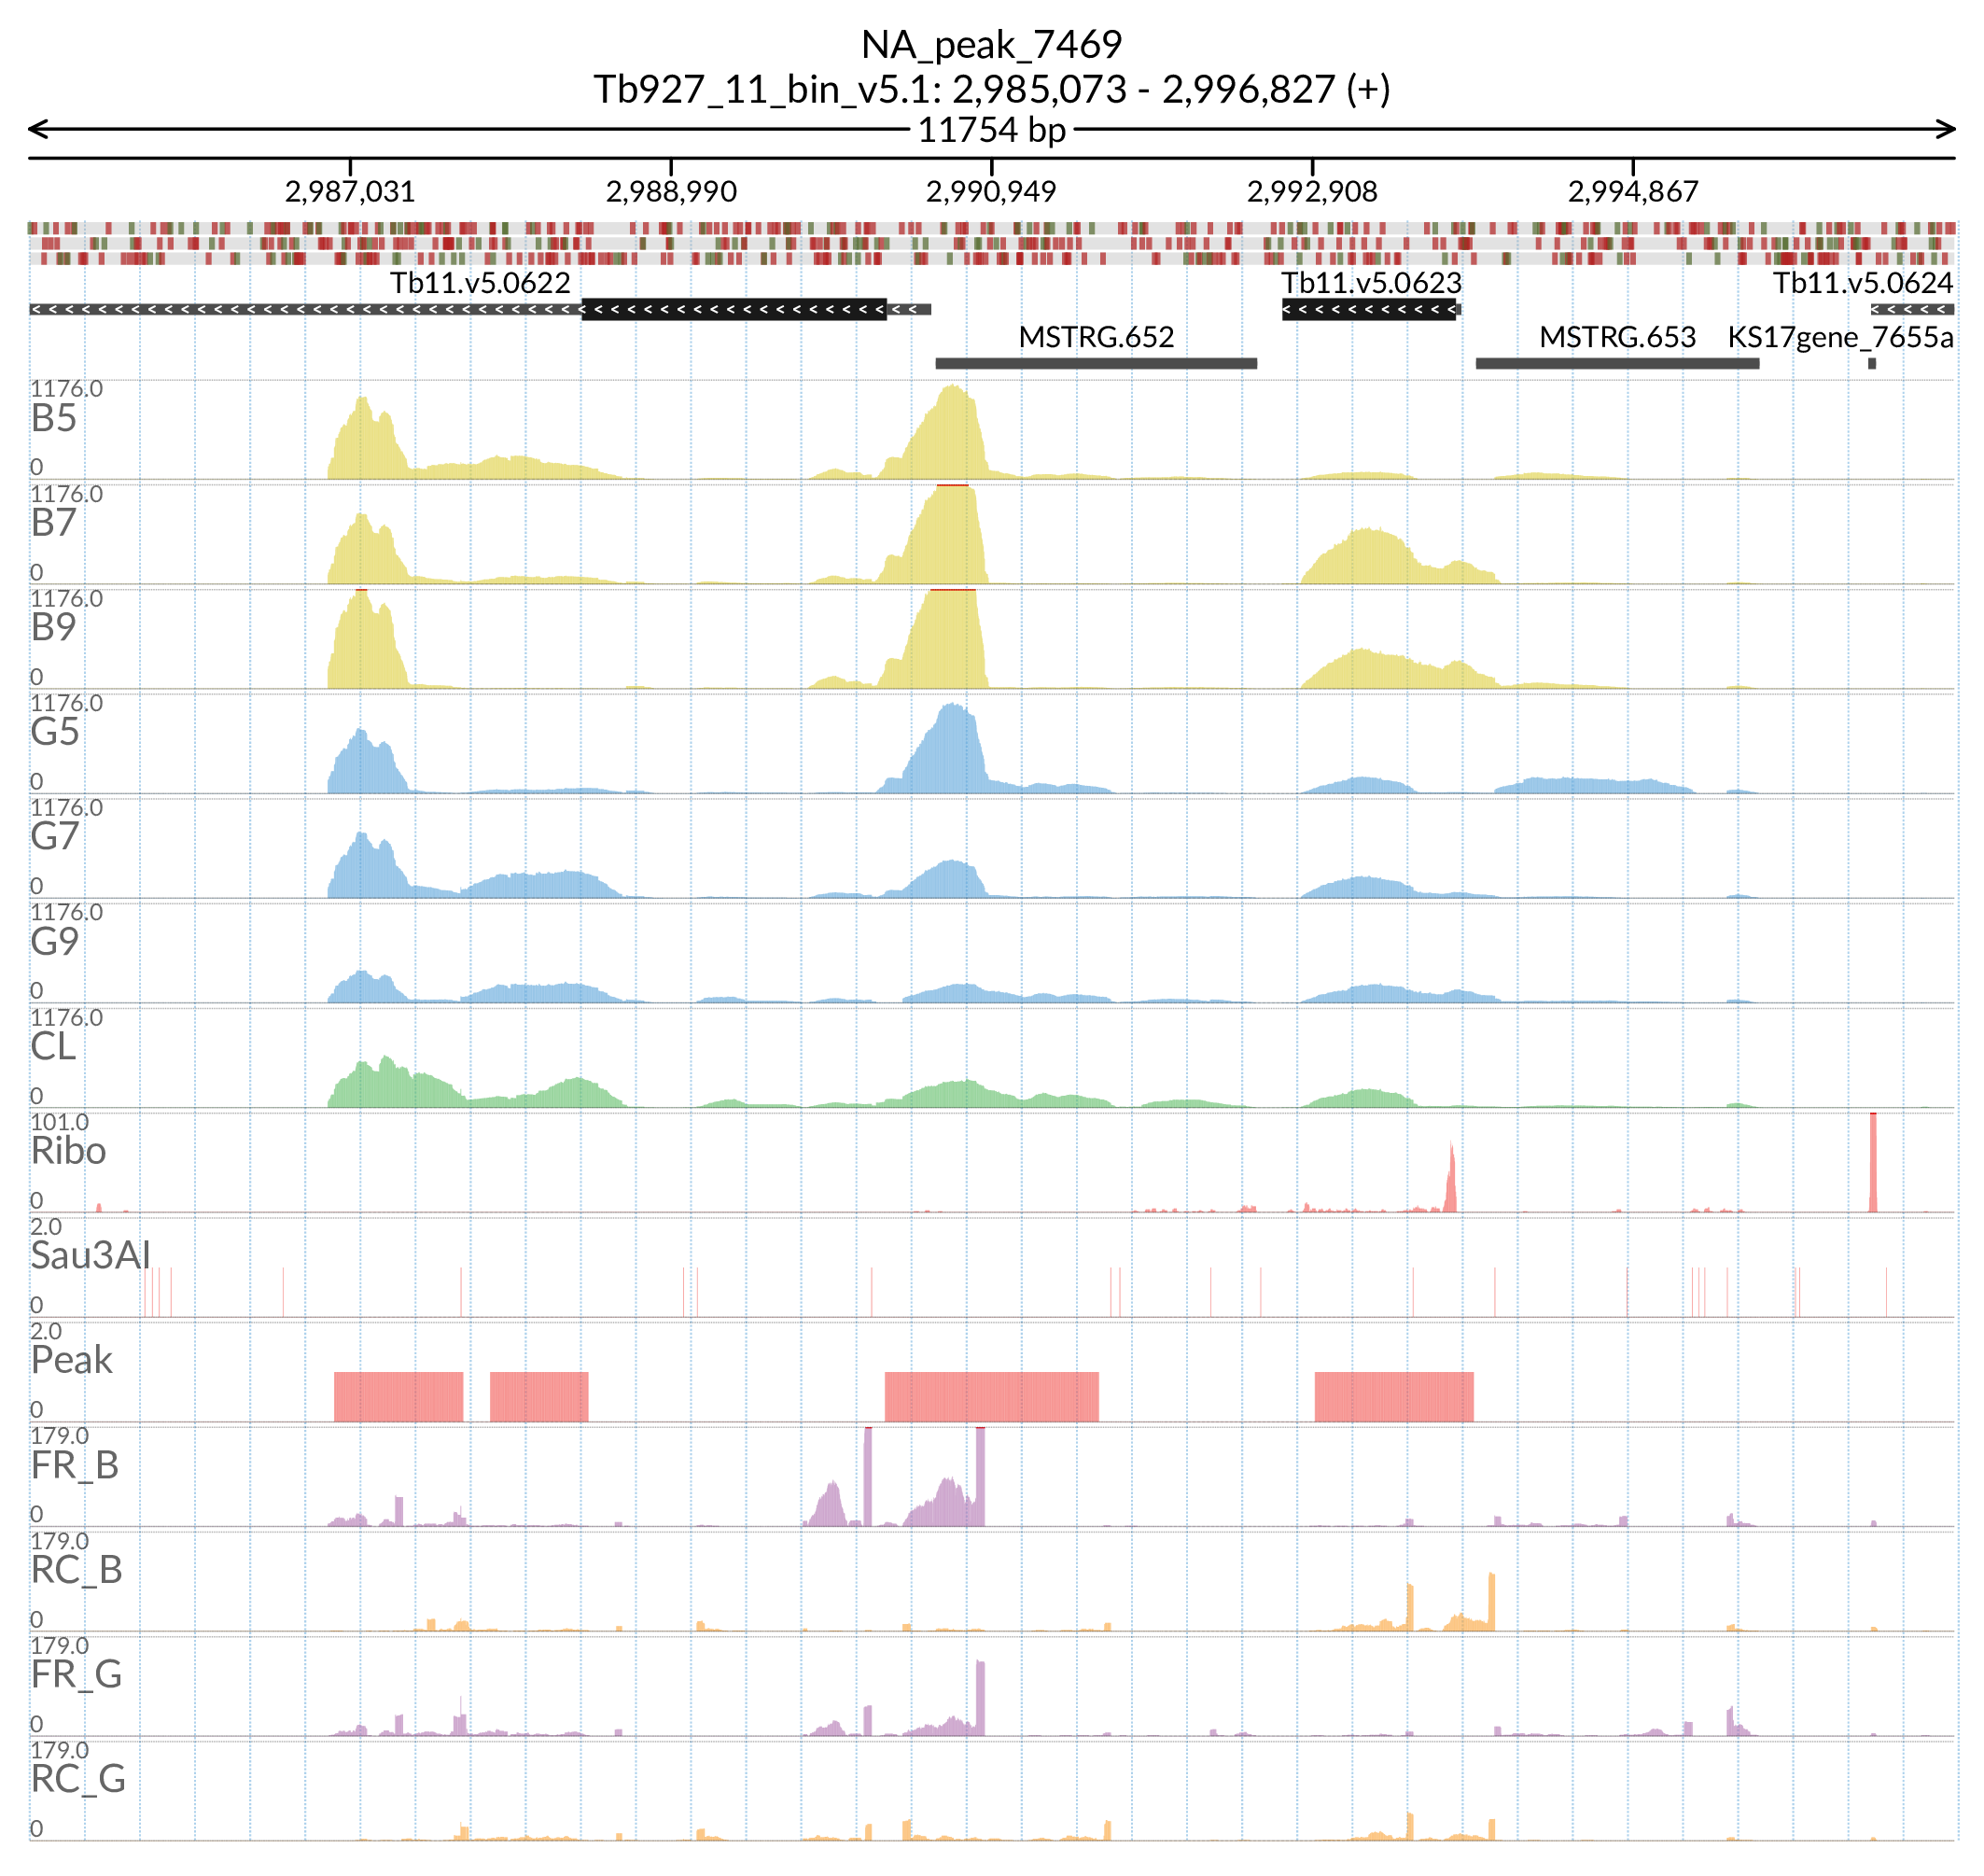 NA_peak_7469
Tb927_11_bin_v5.1: 2,985,073 - 2,996,827 (+)
11754 bp
2,987,031 2,988,990 2,990,949 2,992,908 2,994,867
Tb11.v5.0622 Tb11.v5.0623 Tb11.v5.0624
MSTRG.652 MSTRG.653 KS17gene_7655a
1176.0
B5
0
1176.0
B7
0
1176.0
B9
0
1176.0
G5
0
1176.0
G7
0
1176.0
G9
0
1176.0
CL
0
101.0
Ribo
0
2.0
Sau3AI
0
2.0
Peak
0
179.0
FR_B
0
179.0
RC_B
0
179.0
FR_G
0
179.0
RC_G
0